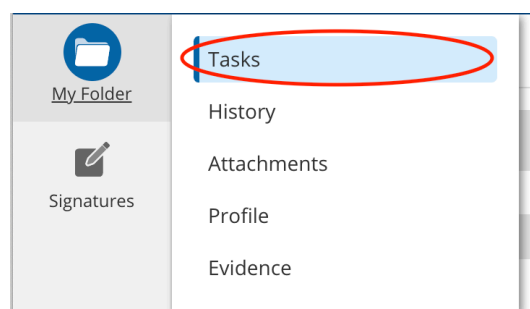 My Folder
Signatures
Tasks
History
Attachments
Profile
Evidence